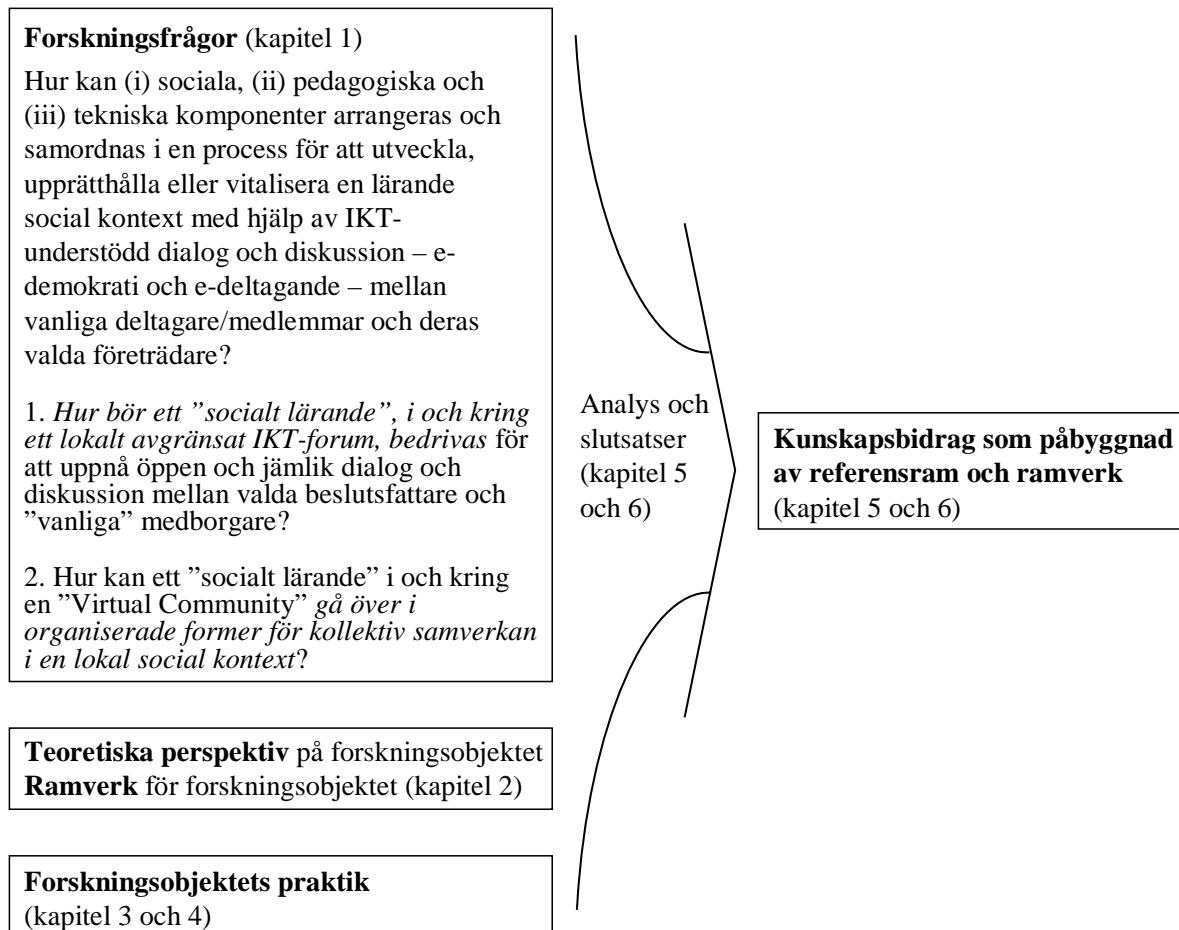 Forskningsfrågor (kapitel 1)
Hur kan (i) sociala, (ii) pedagogiska och
(iii) tekniska komponenter arrangeras och
samordnas i en process för att utveckla,
upprätthålla eller vitalisera en lärande
social kontext med hjälp av IKT-
understödd dialog och diskussion – e-
demokrati och e-deltagande – mellan
vanliga deltagare/medlemmar och deras
valda företrädare?
1. Hur bör ett ”socialt lärande”, i och kring
ett lokalt avgränsat IKT-forum, bedrivas för
att uppnå öppen och jämlik dialog och
diskussion mellan valda beslutsfattare och
”vanliga” medborgare?
2. Hur kan ett ”socialt lärande” i och kring
en ”Virtual Community” gå över i
organiserade former för kollektiv samverkan
i en lokal social kontext?
Teoretiska perspektiv på forskningsobjektet
Ramverk för forskningsobjektet (kapitel 2)
Forskningsobjektets praktik
(kapitel 3 och 4)
Analys och
slutsatser
(kapitel 5
och 6)
Kunskapsbidrag som påbyggnad
av referensram och ramverk
(kapitel 5 och 6)